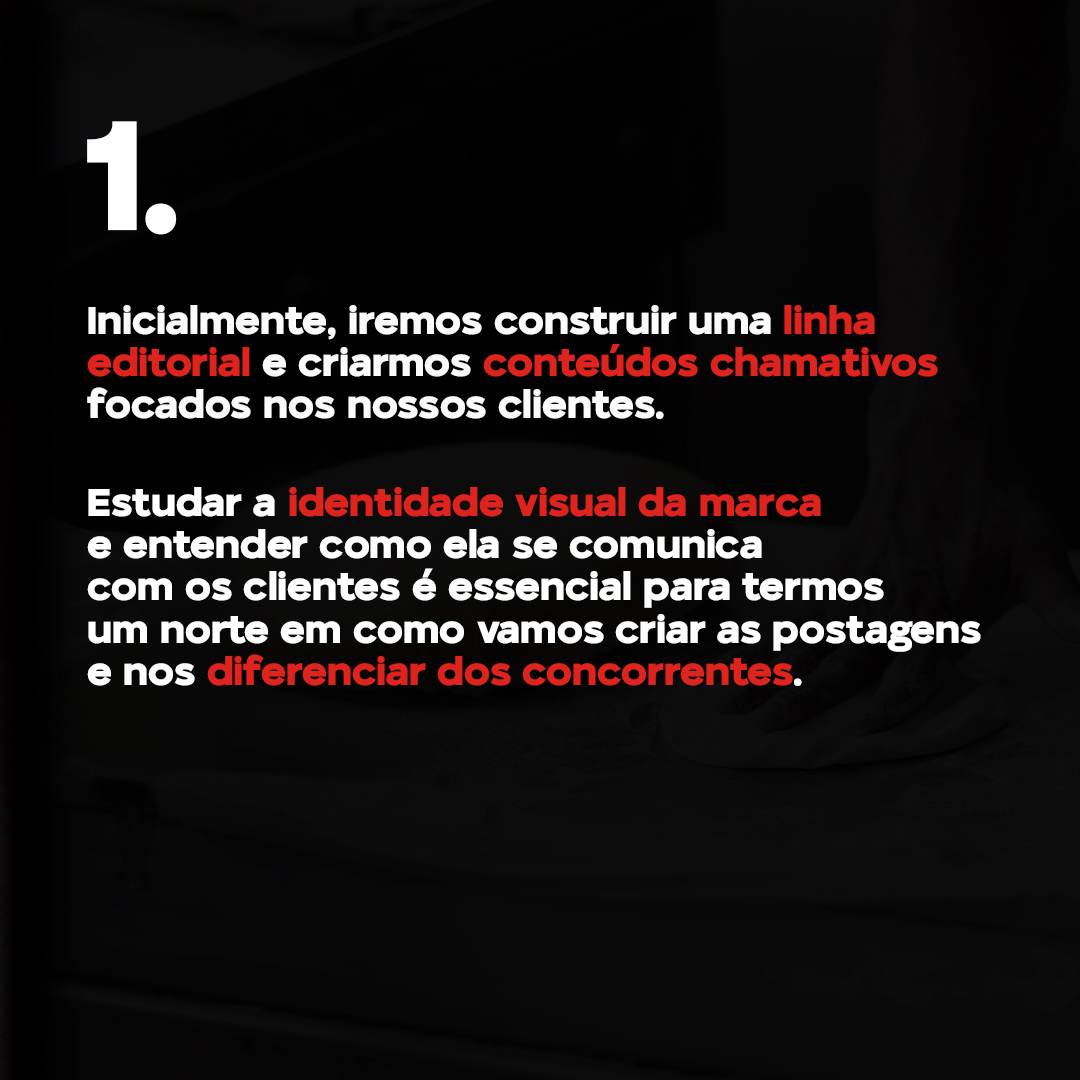 1.
Inicialmente, iremos construir uma linha
editorial e criarmos conteúdos chamativos
focados nos nossos clientes.
Estudar a identidade visual da marca
e entender como ela se comunica
com os clientes é essencial para termos
um norte em como vamos criar as postagens
e nos diferenciar dos concorrentes.